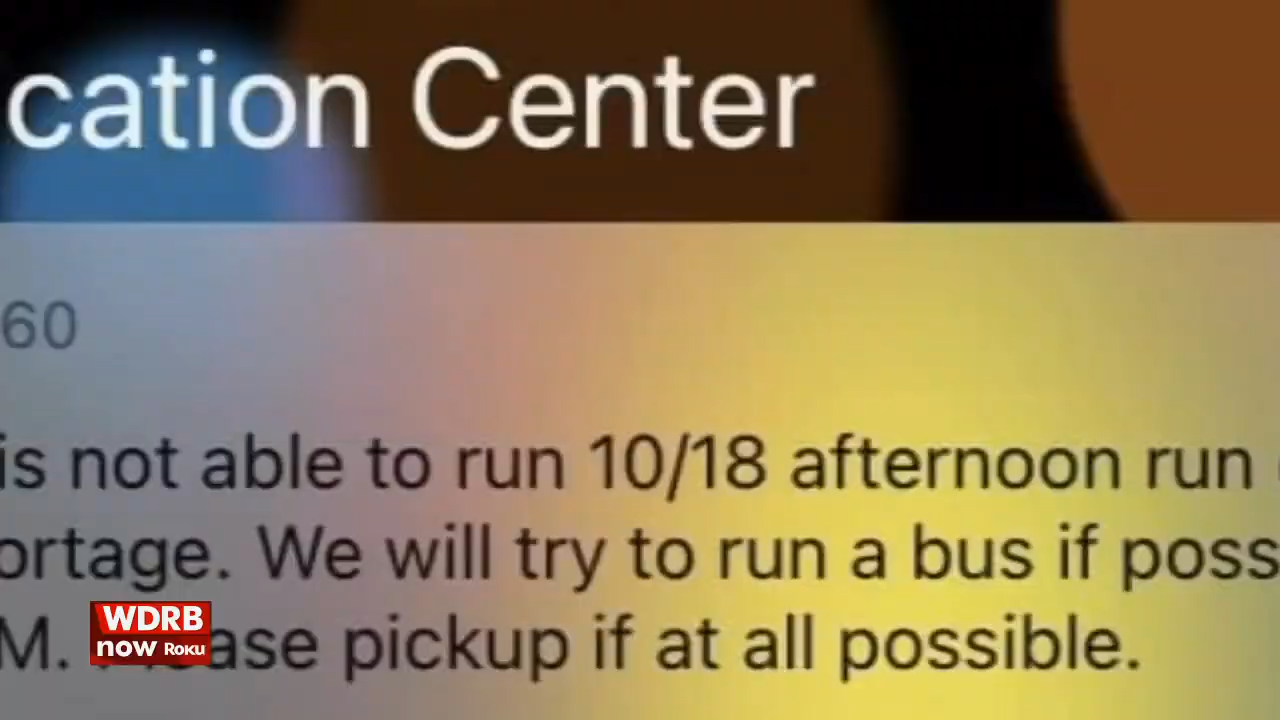 cation Center
60
is not able to run 10/18 afternoon run
ortage. We will try to run a bus if poss
M. Please pickup if at all possible.
WDRB
now Roku